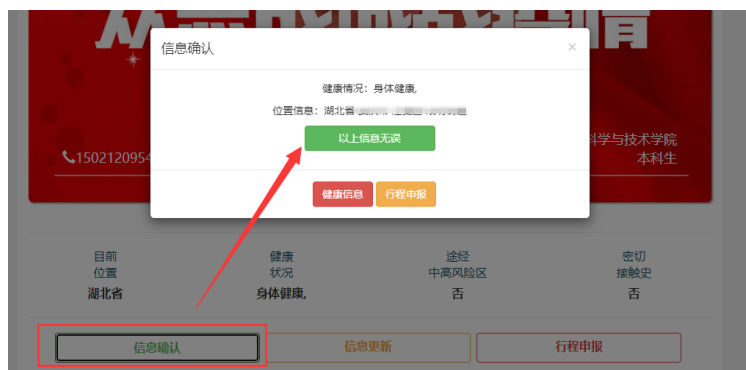 信息确认
×
健康情况：身体健康,
位置信息：湖北省
以上信息无误
科学与技术学院
1502120954
本科生
健康信息 行程申报
目前 健康 途经 密切
位置 状况 中高风险区 接触史
湖北省 身体健康, 否 否
信息确认 信息更新 行程申报